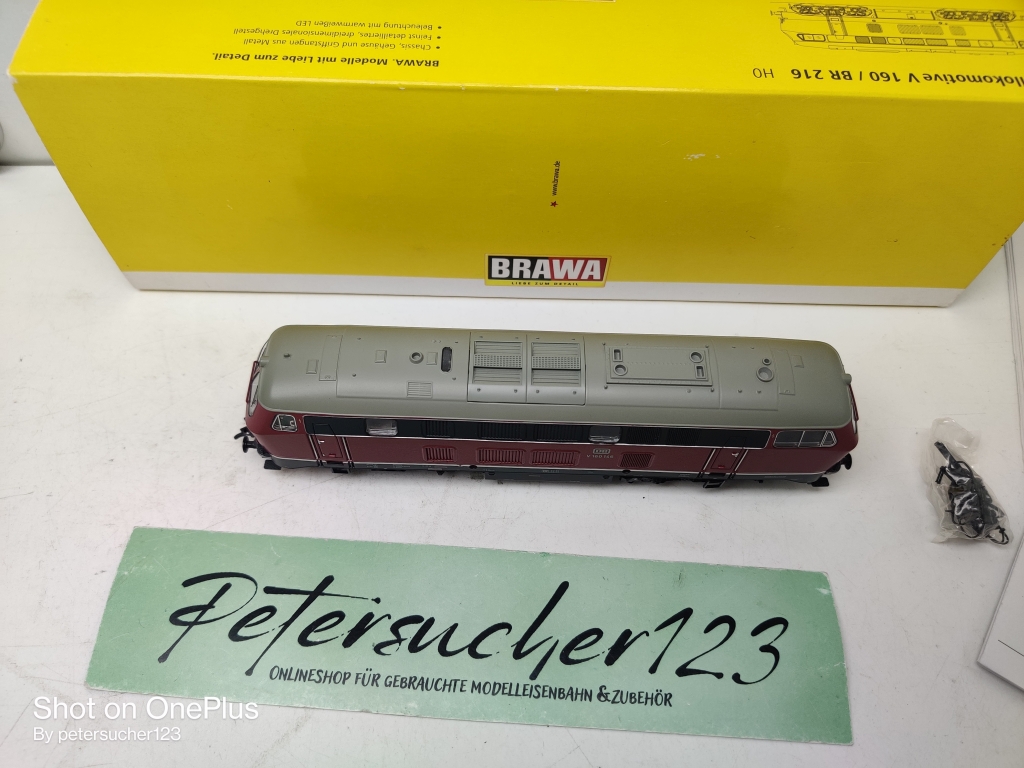 BRAWA. Modelle mit Liebe zum Detail.
• Chassis, Gehäuse und Griffstangen aus Metall
• Feinst detailliertes, dreidimensionales Drehgestell
• Beleuchtung mit warmweißen LED
llokomotive V 160 / BR 216 H0
www.brawa.de
BRAWA
LIEBE ZUM DETAIL
Petersucher123
ONLINESHOP FÜR GEBRAUCHTE MODELLEISENBAHN & ZUBEHÖR
Shot on OnePlus
By petersucher123